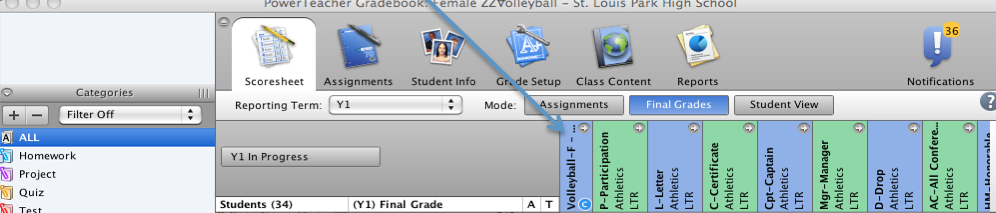 PowerTeacher Gradebook: Female ZZVolleyball - St. Louis Park High School
36
Scoresheet Assignments Student Info Grade Setup Class Content Reports Notifications
Categories
Reporting Term: Y1 Mode: Assignments Final Grades Student View
Filter Off
ALL
Homework
Project
Quiz
Test
Y1 In Progress
Students (34) (Y1) Final Grade A T
Volleyball-F - ...
C
P-Participation
Athletics
LTR
L-Letter
Athletics
LTR
C-Certificate
Athletics
LTR
Cpt-Captain
Athletics
LTR
Mgr-Manager
Athletics
LTR
D-Drop
Athletics
LTR
AC-All Confere...
Athletics
LTR
HM-Honorable